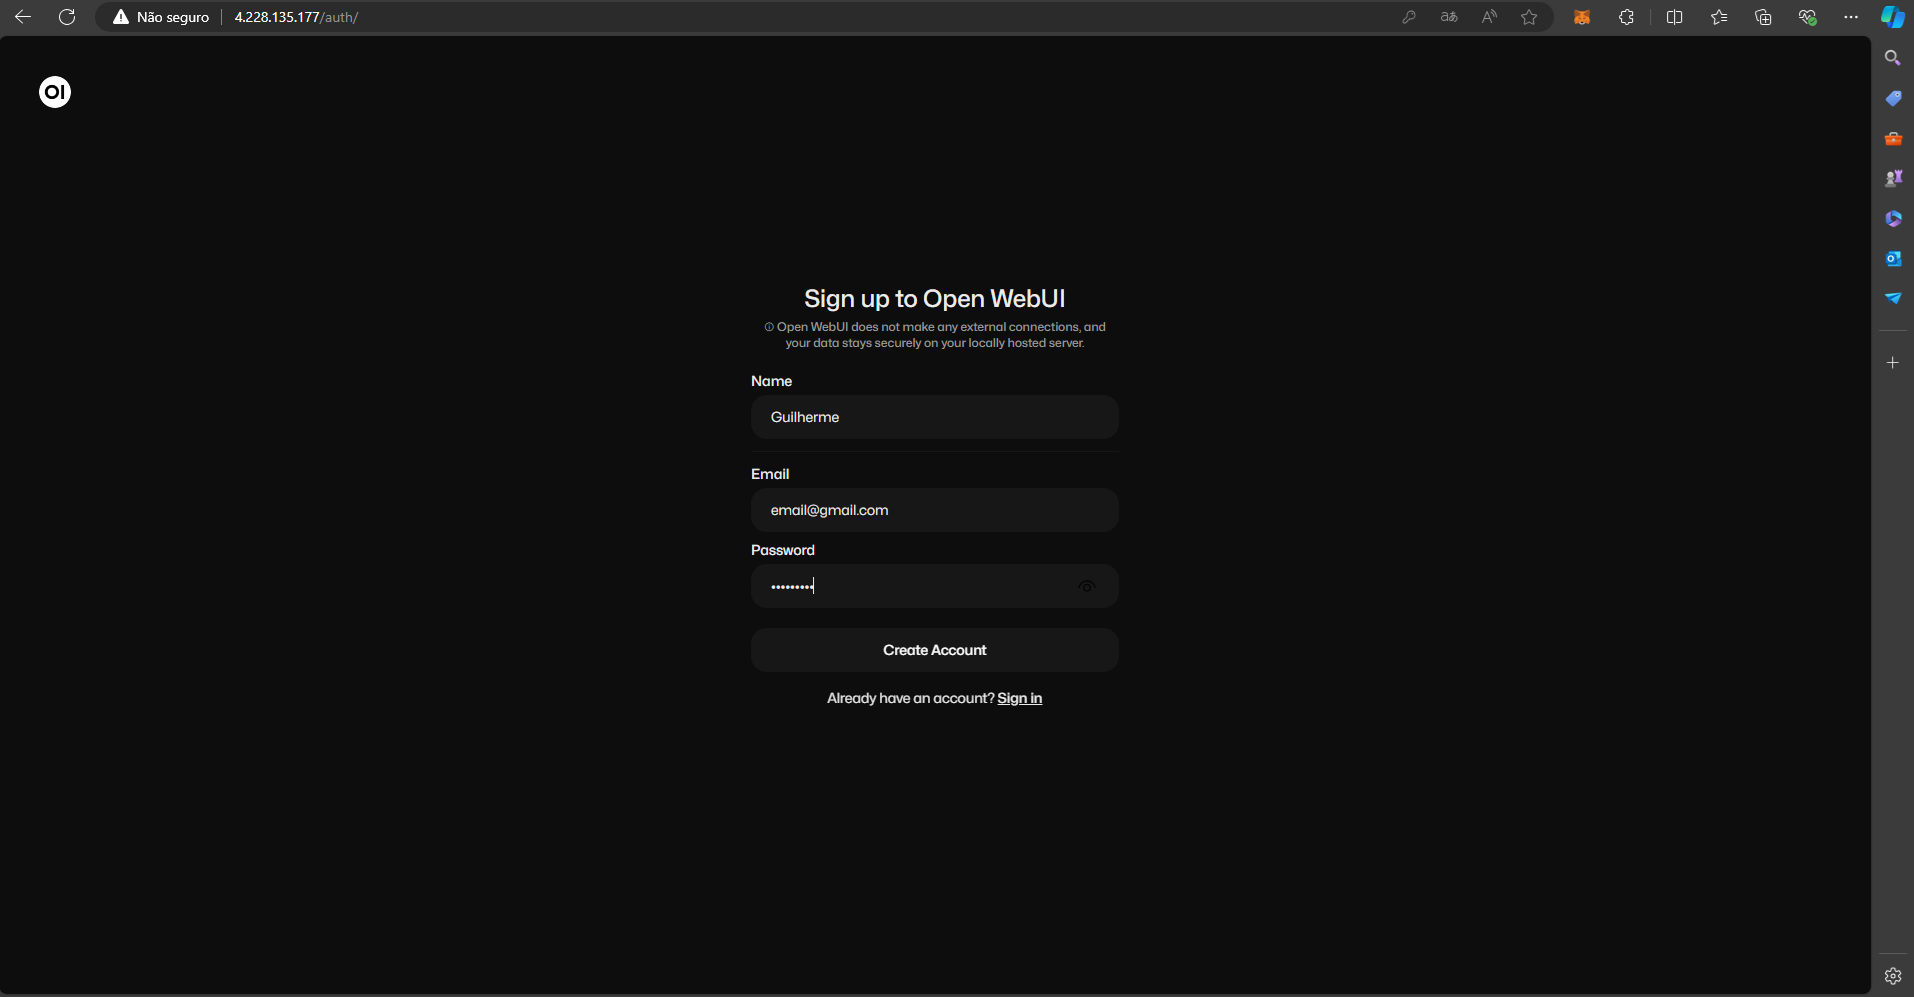 Não seguro 4.228.135.177/auth/
OI
Sign up to Open WebUI
Open WebUI does not make any external connections, and
your data stays securely on your locally hosted server.
Name
Guilherme
Email
email@gmail.com
Password
•••••••••
Create Account
Already have an account? Sign in